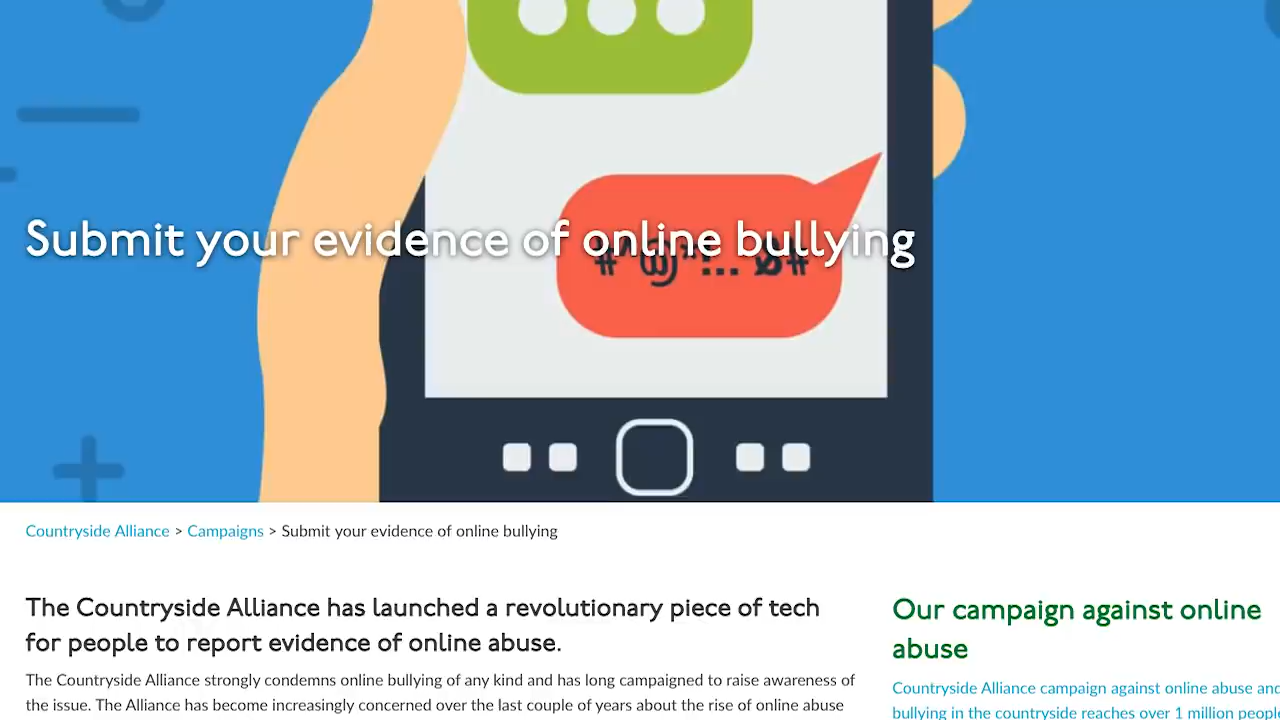 Submit your evidence of online bullying
Countryside Alliance > Campaigns > Submit your evidence of online bullying
The Countryside Alliance has launched a revolutionary piece of tech
for people to report evidence of online abuse.
The Countryside Alliance strongly condemns online bullying of any kind and has long campaigned to raise awareness of
the issue. The Alliance has become increasingly concerned over the last couple of years about the rise of online abuse
Our campaign against online
abuse
Countryside Alliance campaign against online abuse and
bullying in the countryside reaches over 1 million people